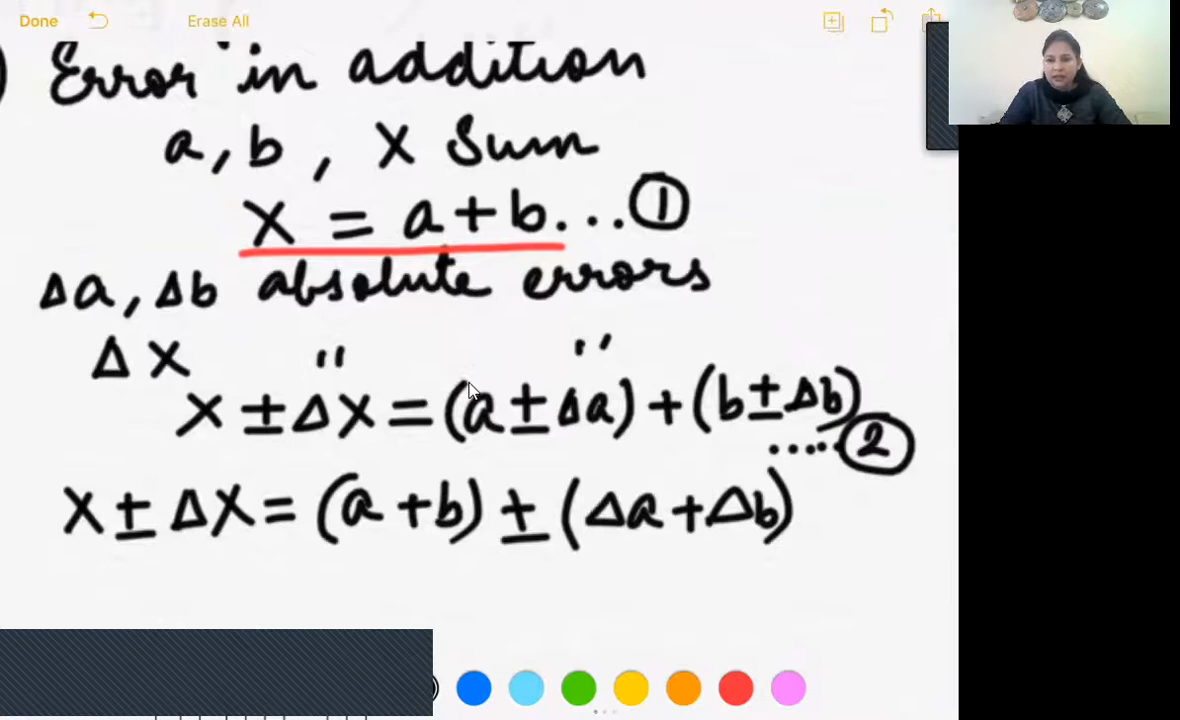 Done Erase All
) Error in addition
a, b, X Sum
X = a + b ... ①
Δa, Δb absolute errors
ΔX " "
X ± ΔX = (a ± Δa) + (b ± Δb)
..... ②
X ± ΔX = (a + b) ± (Δa + Δb)